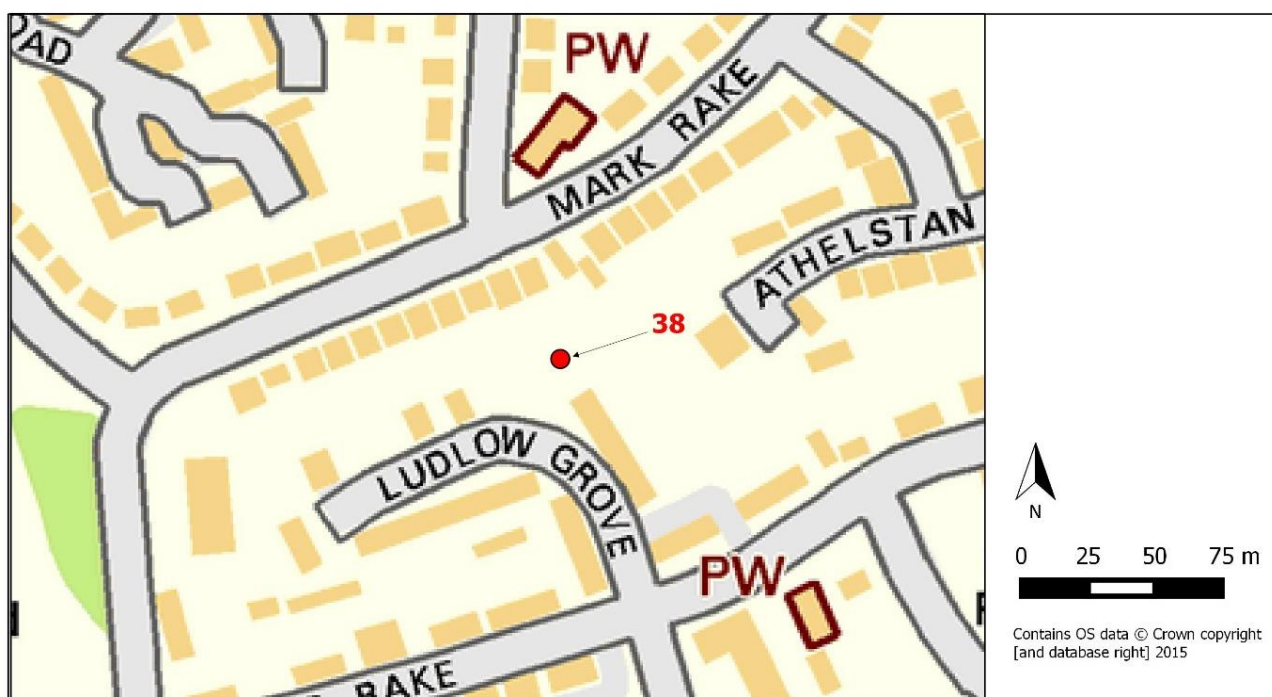 OAD
PW
MARK RAKE
ATHELSTAN
38
LUDLOW GROVE
PW
RAKE
N
0 25 50 75 m
Contains OS data © Crown copyright
[and database right] 2015